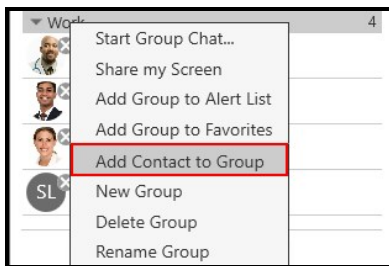 Work 4
Start Group Chat...
Share my Screen
Add Group to Alert List
Add Group to Favorites
Add Contact to Group
SL
New Group
Delete Group
Rename Group